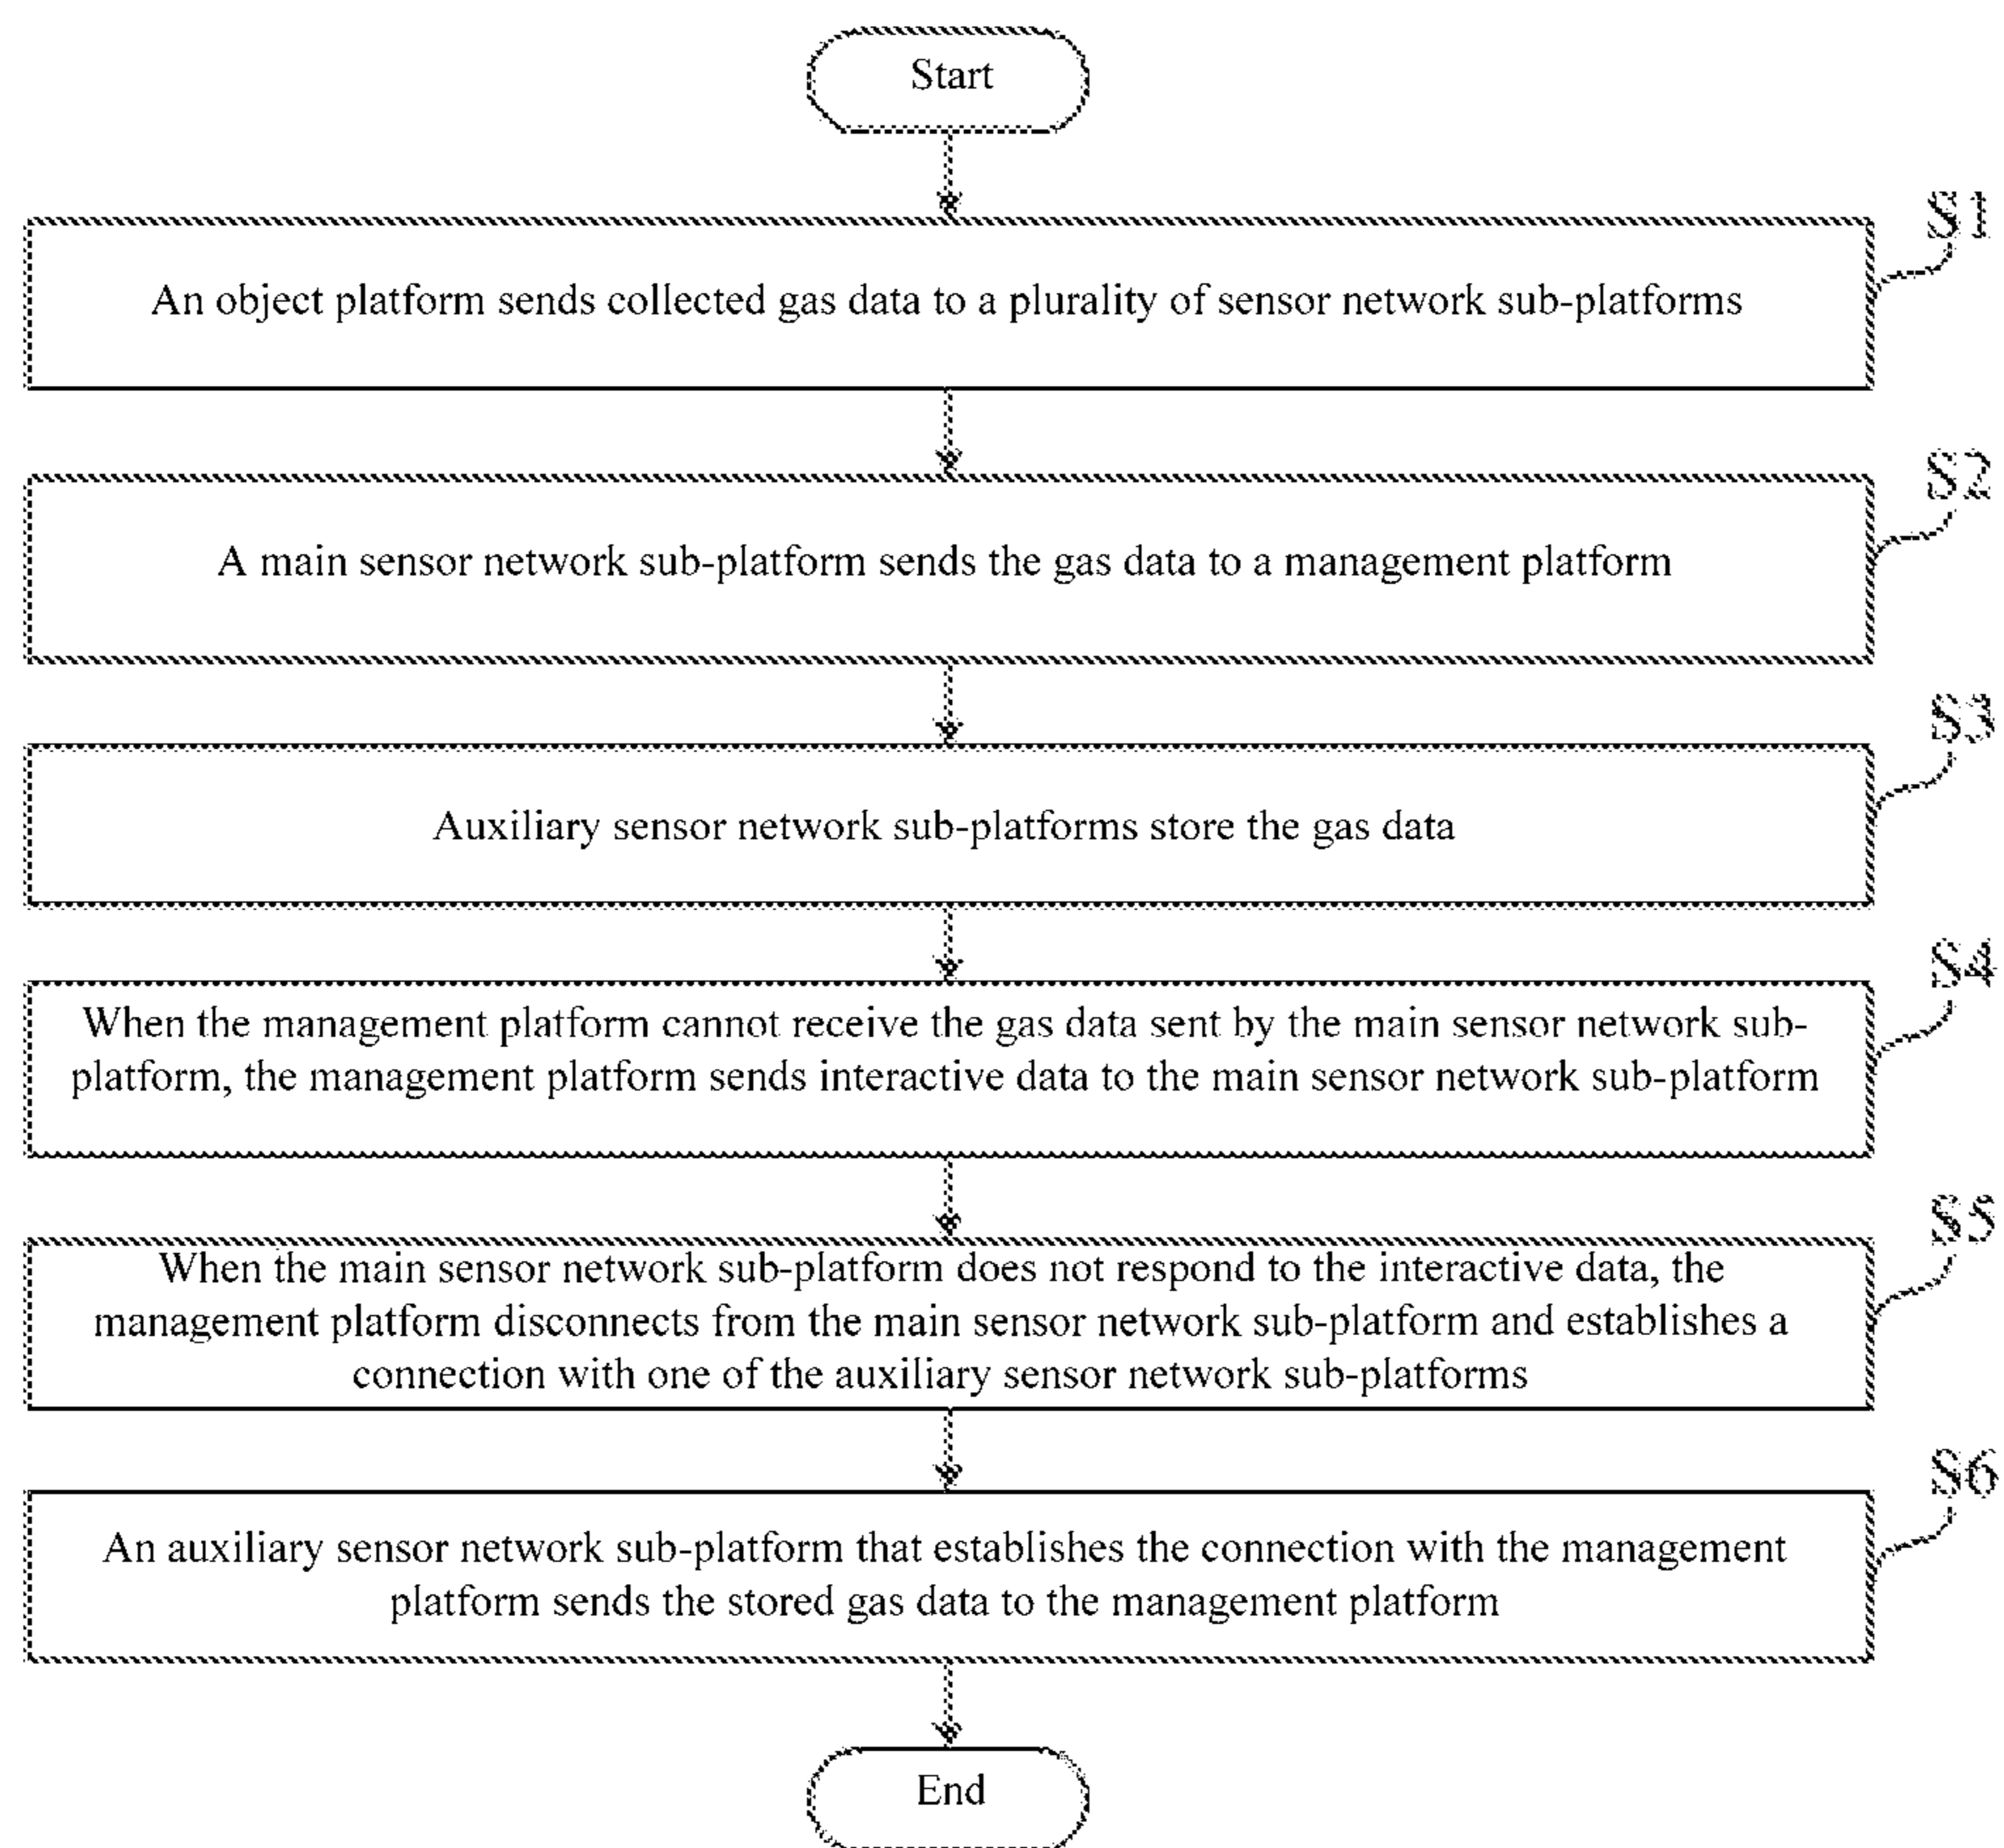 Start
S1
An object platform sends collected gas data to a plurality of sensor network sub-platforms
S2
A main sensor network sub-platform sends the gas data to a management platform
S3
Auxiliary sensor network sub-platforms store the gas data
S4
When the management platform cannot receive the gas data sent by the main sensor network sub-
platform, the management platform sends interactive data to the main sensor network sub-platform
S5
When the main sensor network sub-platform does not respond to the interactive data, the
management platform disconnects from the main sensor network sub-platform and establishes a
connection with one of the auxiliary sensor network sub-platforms
S6
An auxiliary sensor network sub-platform that establishes the connection with the management
platform sends the stored gas data to the management platform
End